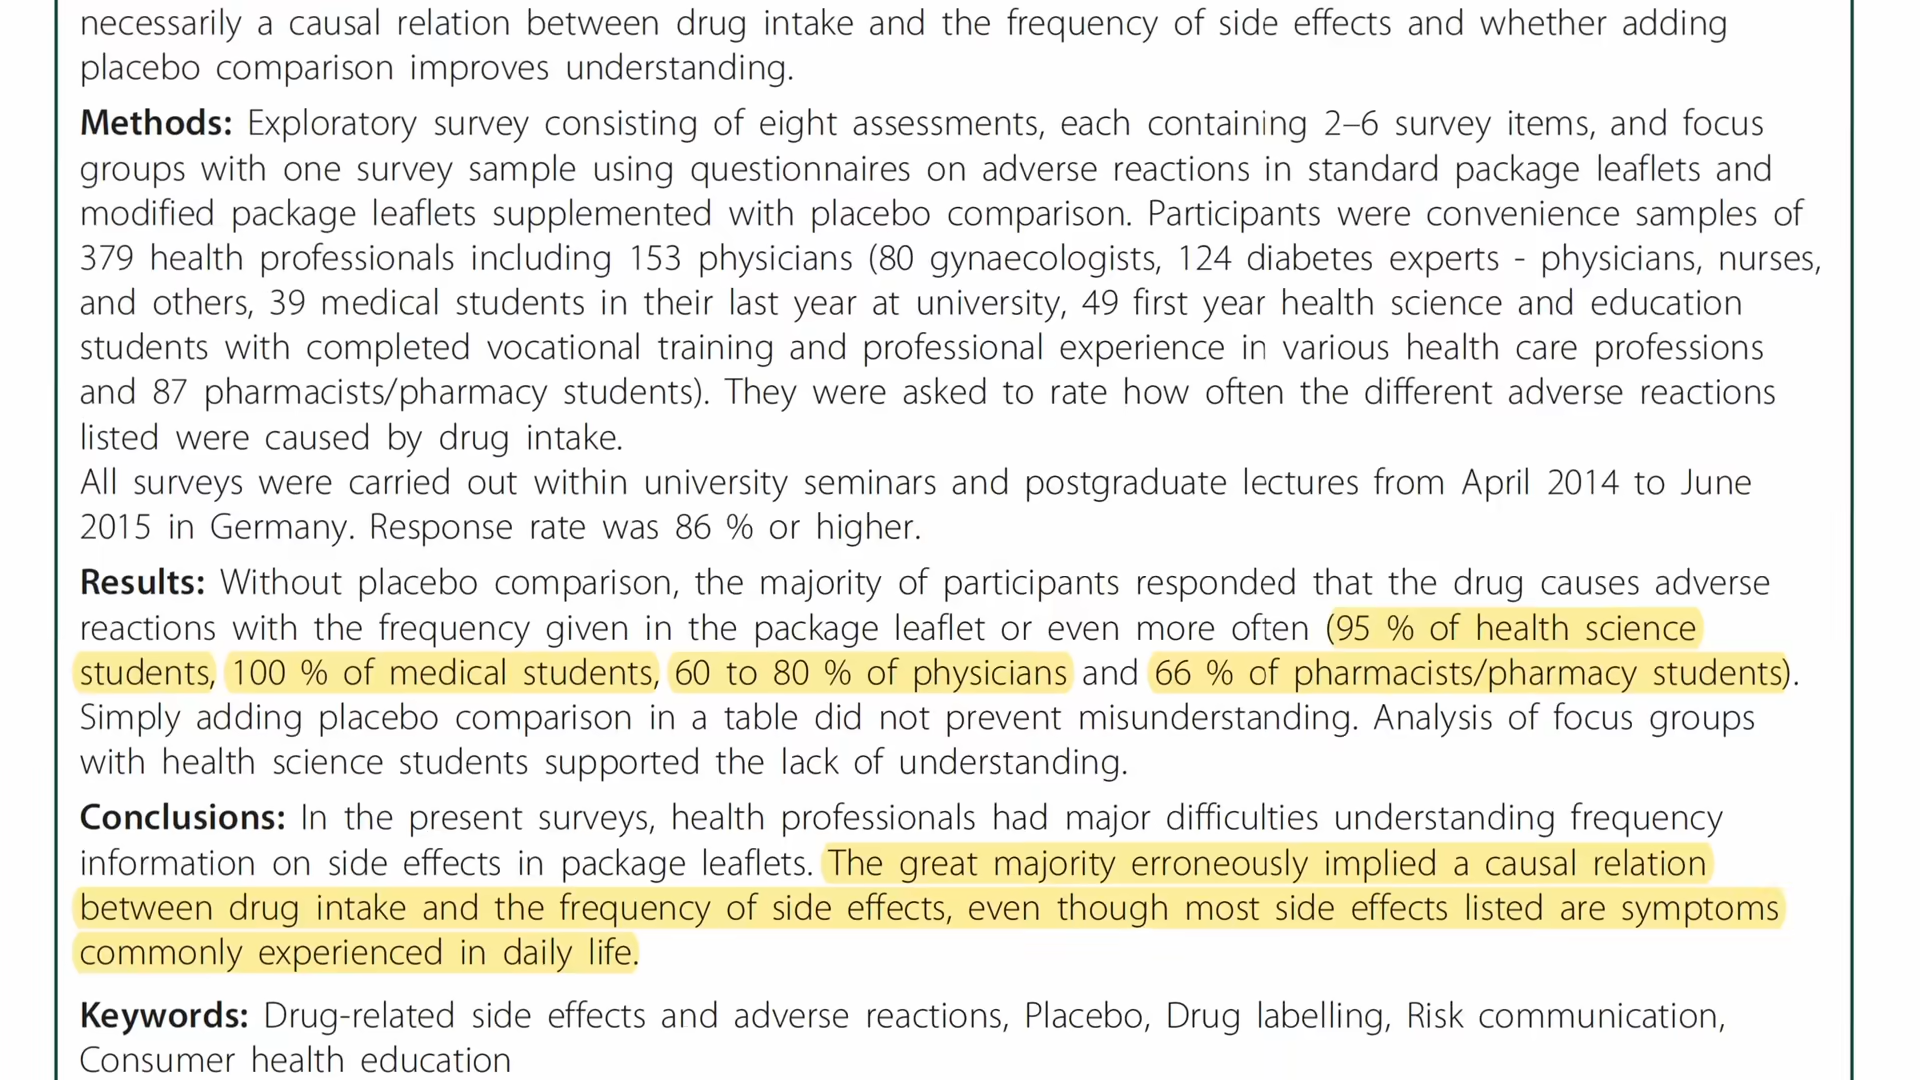 necessarily a causal relation between drug intake and the frequency of side effects and whether adding
placebo comparison improves understanding.
Methods: Exploratory survey consisting of eight assessments, each containing 2–6 survey items, and focus
groups with one survey sample using questionnaires on adverse reactions in standard package leaflets and
modified package leaflets supplemented with placebo comparison. Participants were convenience samples of
379 health professionals including 153 physicians (80 gynaecologists, 124 diabetes experts - physicians, nurses,
and others, 39 medical students in their last year at university, 49 first year health science and education
students with completed vocational training and professional experience in various health care professions
and 87 pharmacists/pharmacy students). They were asked to rate how often the different adverse reactions
listed were caused by drug intake.
All surveys were carried out within university seminars and postgraduate lectures from April 2014 to June
2015 in Germany. Response rate was 86 % or higher.
Results: Without placebo comparison, the majority of participants responded that the drug causes adverse
reactions with the frequency given in the package leaflet or even more often (95 % of health science
students, 100 % of medical students, 60 to 80 % of physicians and 66 % of pharmacists/pharmacy students).
Simply adding placebo comparison in a table did not prevent misunderstanding. Analysis of focus groups
with health science students supported the lack of understanding.
Conclusions: In the present surveys, health professionals had major difficulties understanding frequency
information on side effects in package leaflets. The great majority erroneously implied a causal relation
between drug intake and the frequency of side effects, even though most side effects listed are symptoms
commonly experienced in daily life.
Keywords: Drug-related side effects and adverse reactions, Placebo, Drug labelling, Risk communication,
Consumer health education